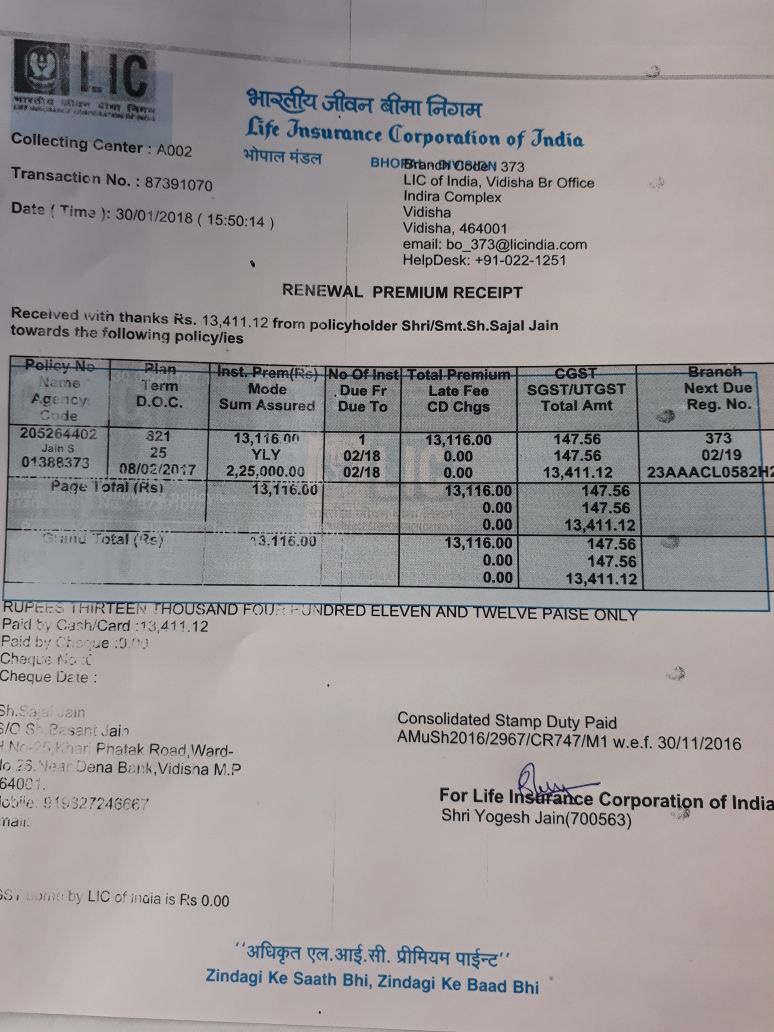 LIC
भारतीय जीवन बीमा निगम
LIFE INSURANCE CORPORATION OF INDIA
भारतीय जीवन बीमा निगम
Life Insurance Corporation of India
भोपाल मंडल BHOPAL DIVISION
Collecting Center : A002
Transaction No. : 87391070
Date ( Time ): 30/01/2018 ( 15:50:14 )
Branch Code 373
LIC of India, Vidisha Br Office
Indira Complex
Vidisha
Vidisha, 464001
email: bo_373@licindia.com
HelpDesk: +91-022-1251
RENEWAL PREMIUM RECEIPT
Received with thanks Rs. 13,411.12 from policyholder Shri/Smt.Sh.Sajal Jain
towards the following policy/ies
Policy No Plan Inst. Prem(Rs) No Of Inst Total Premium CGST Branch
Name Term Mode Due Fr Late Fee SGST/UTGST Next Due
Agency D.O.C. Sum Assured Due To CD Chgs Total Amt Reg. No.
Code
205264402 821 13,116.00 1 13,116.00 147.56 373
Jain S 25 YLY 02/18 0.00 147.56 02/19
01388373 08/02/2017 2,25,000.00 02/18 0.00 13,411.12 23AAACL0582H2
Page Total (Rs) 13,116.00 13,116.00 147.56
0.00 147.56
0.00 13,411.12
Grand Total (Rs) 13,116.00 13,116.00 147.56
0.00 147.56
0.00 13,411.12
RUPEES THIRTEEN THOUSAND FOUR HUNDRED ELEVEN AND TWELVE PAISE ONLY
Paid by Cash/Card :13,411.12
Paid by Cheque :0.00
Cheque No :0
Cheque Date :
Sh.Sajal Jain
S/O Sh.Basant Jain
H.No-25,Khari Phatak Road,Ward-
No 26.Near Dena Bank,Vidisha M.P
64001.
Mobile: 919827246667
mail:
Consolidated Stamp Duty Paid
AMuSh2016/2967/CR747/M1 w.e.f. 30/11/2016
For Life Insurance Corporation of India
Shri Yogesh Jain(700563)
GST borne by LIC of India is Rs 0.00
‘‘अधिकृत एल.आई.सी. प्रीमियम पाईन्ट’’
Zindagi Ke Saath Bhi, Zindagi Ke Baad Bhi